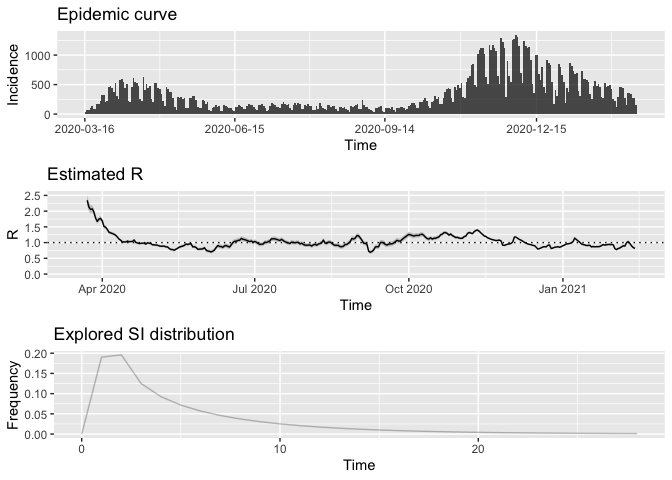 Epidemic curve
Incidence
1000
500
0
2020-03-16 2020-06-15 2020-09-14 2020-12-15
Time
Estimated R
R
2.5
2.0
1.5
1.0
0.5
0.0
Apr 2020 Jul 2020 Oct 2020 Jan 2021
Time
Explored SI distribution
Frequency
0.20
0.15
0.10
0.05
0.00
0 10 20
Time